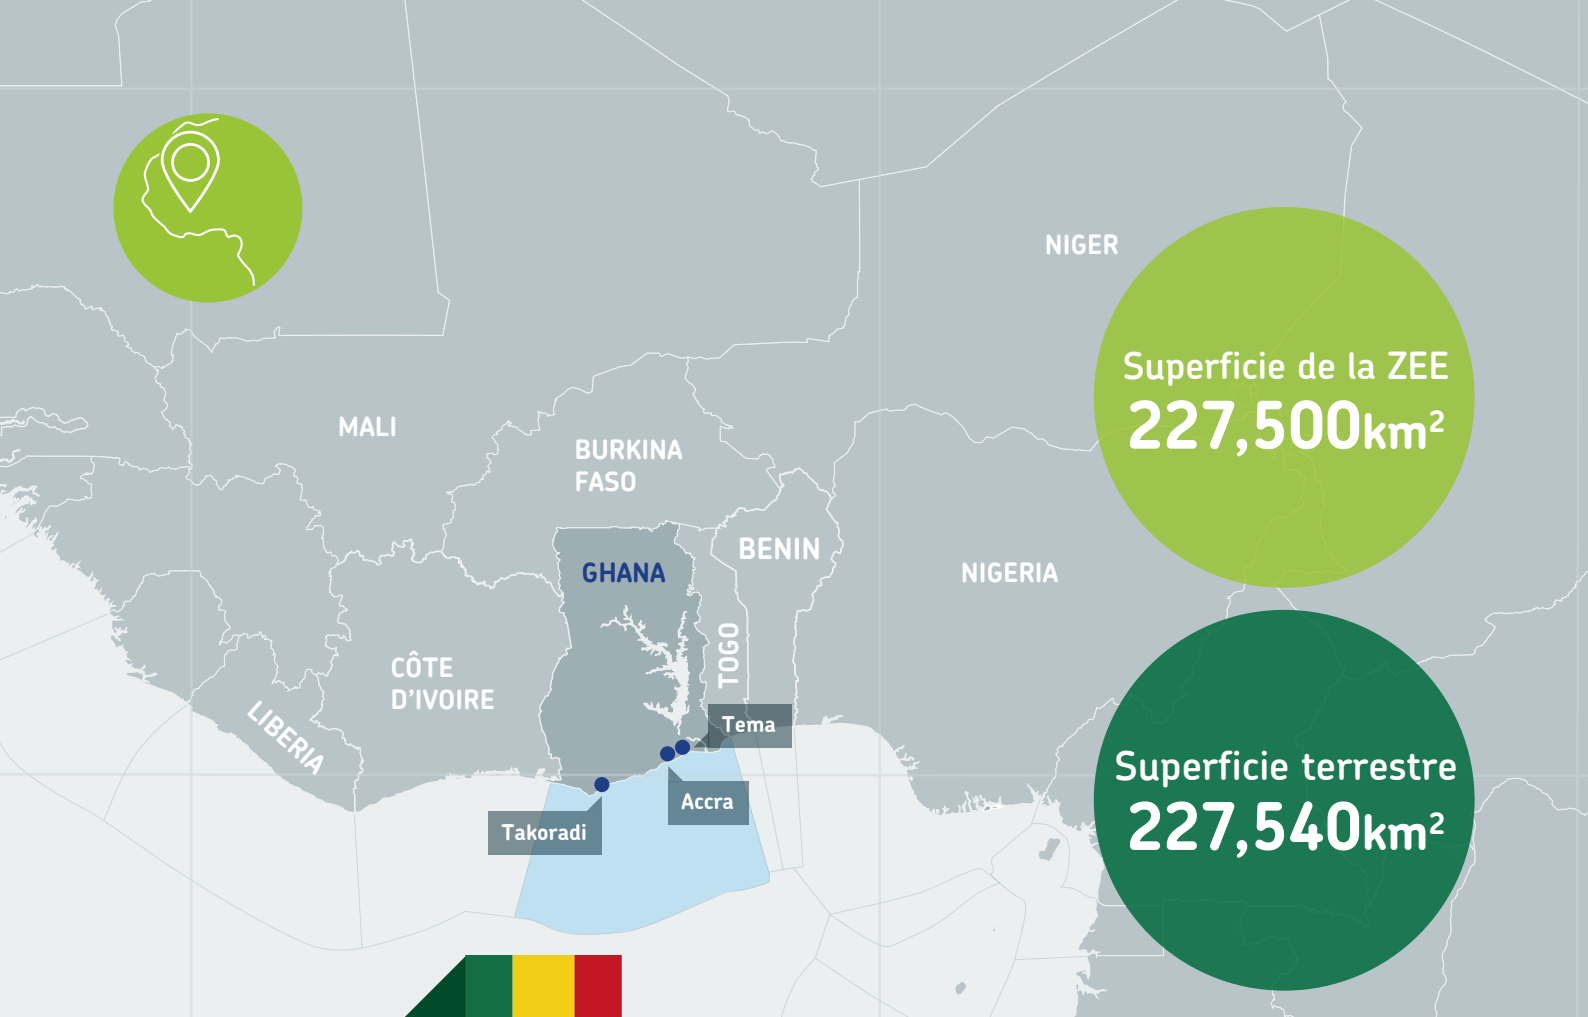 NIGER
Superficie de la ZEE
227,500km²
MALI
BURKINA
FASO
GHANA
BENIN
NIGERIA
TOGO
CÔTE
D'IVOIRE
LIBERIA
Tema
Accra
Takoradi
Superficie terrestre
227,540km²